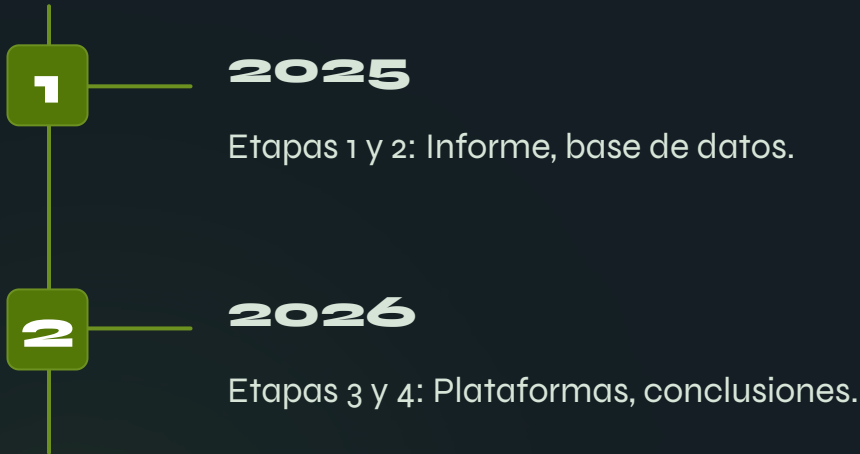 1
2025
Etapas 1 y 2: Informe, base de datos.
2
2026
Etapas 3 y 4: Plataformas, conclusiones.